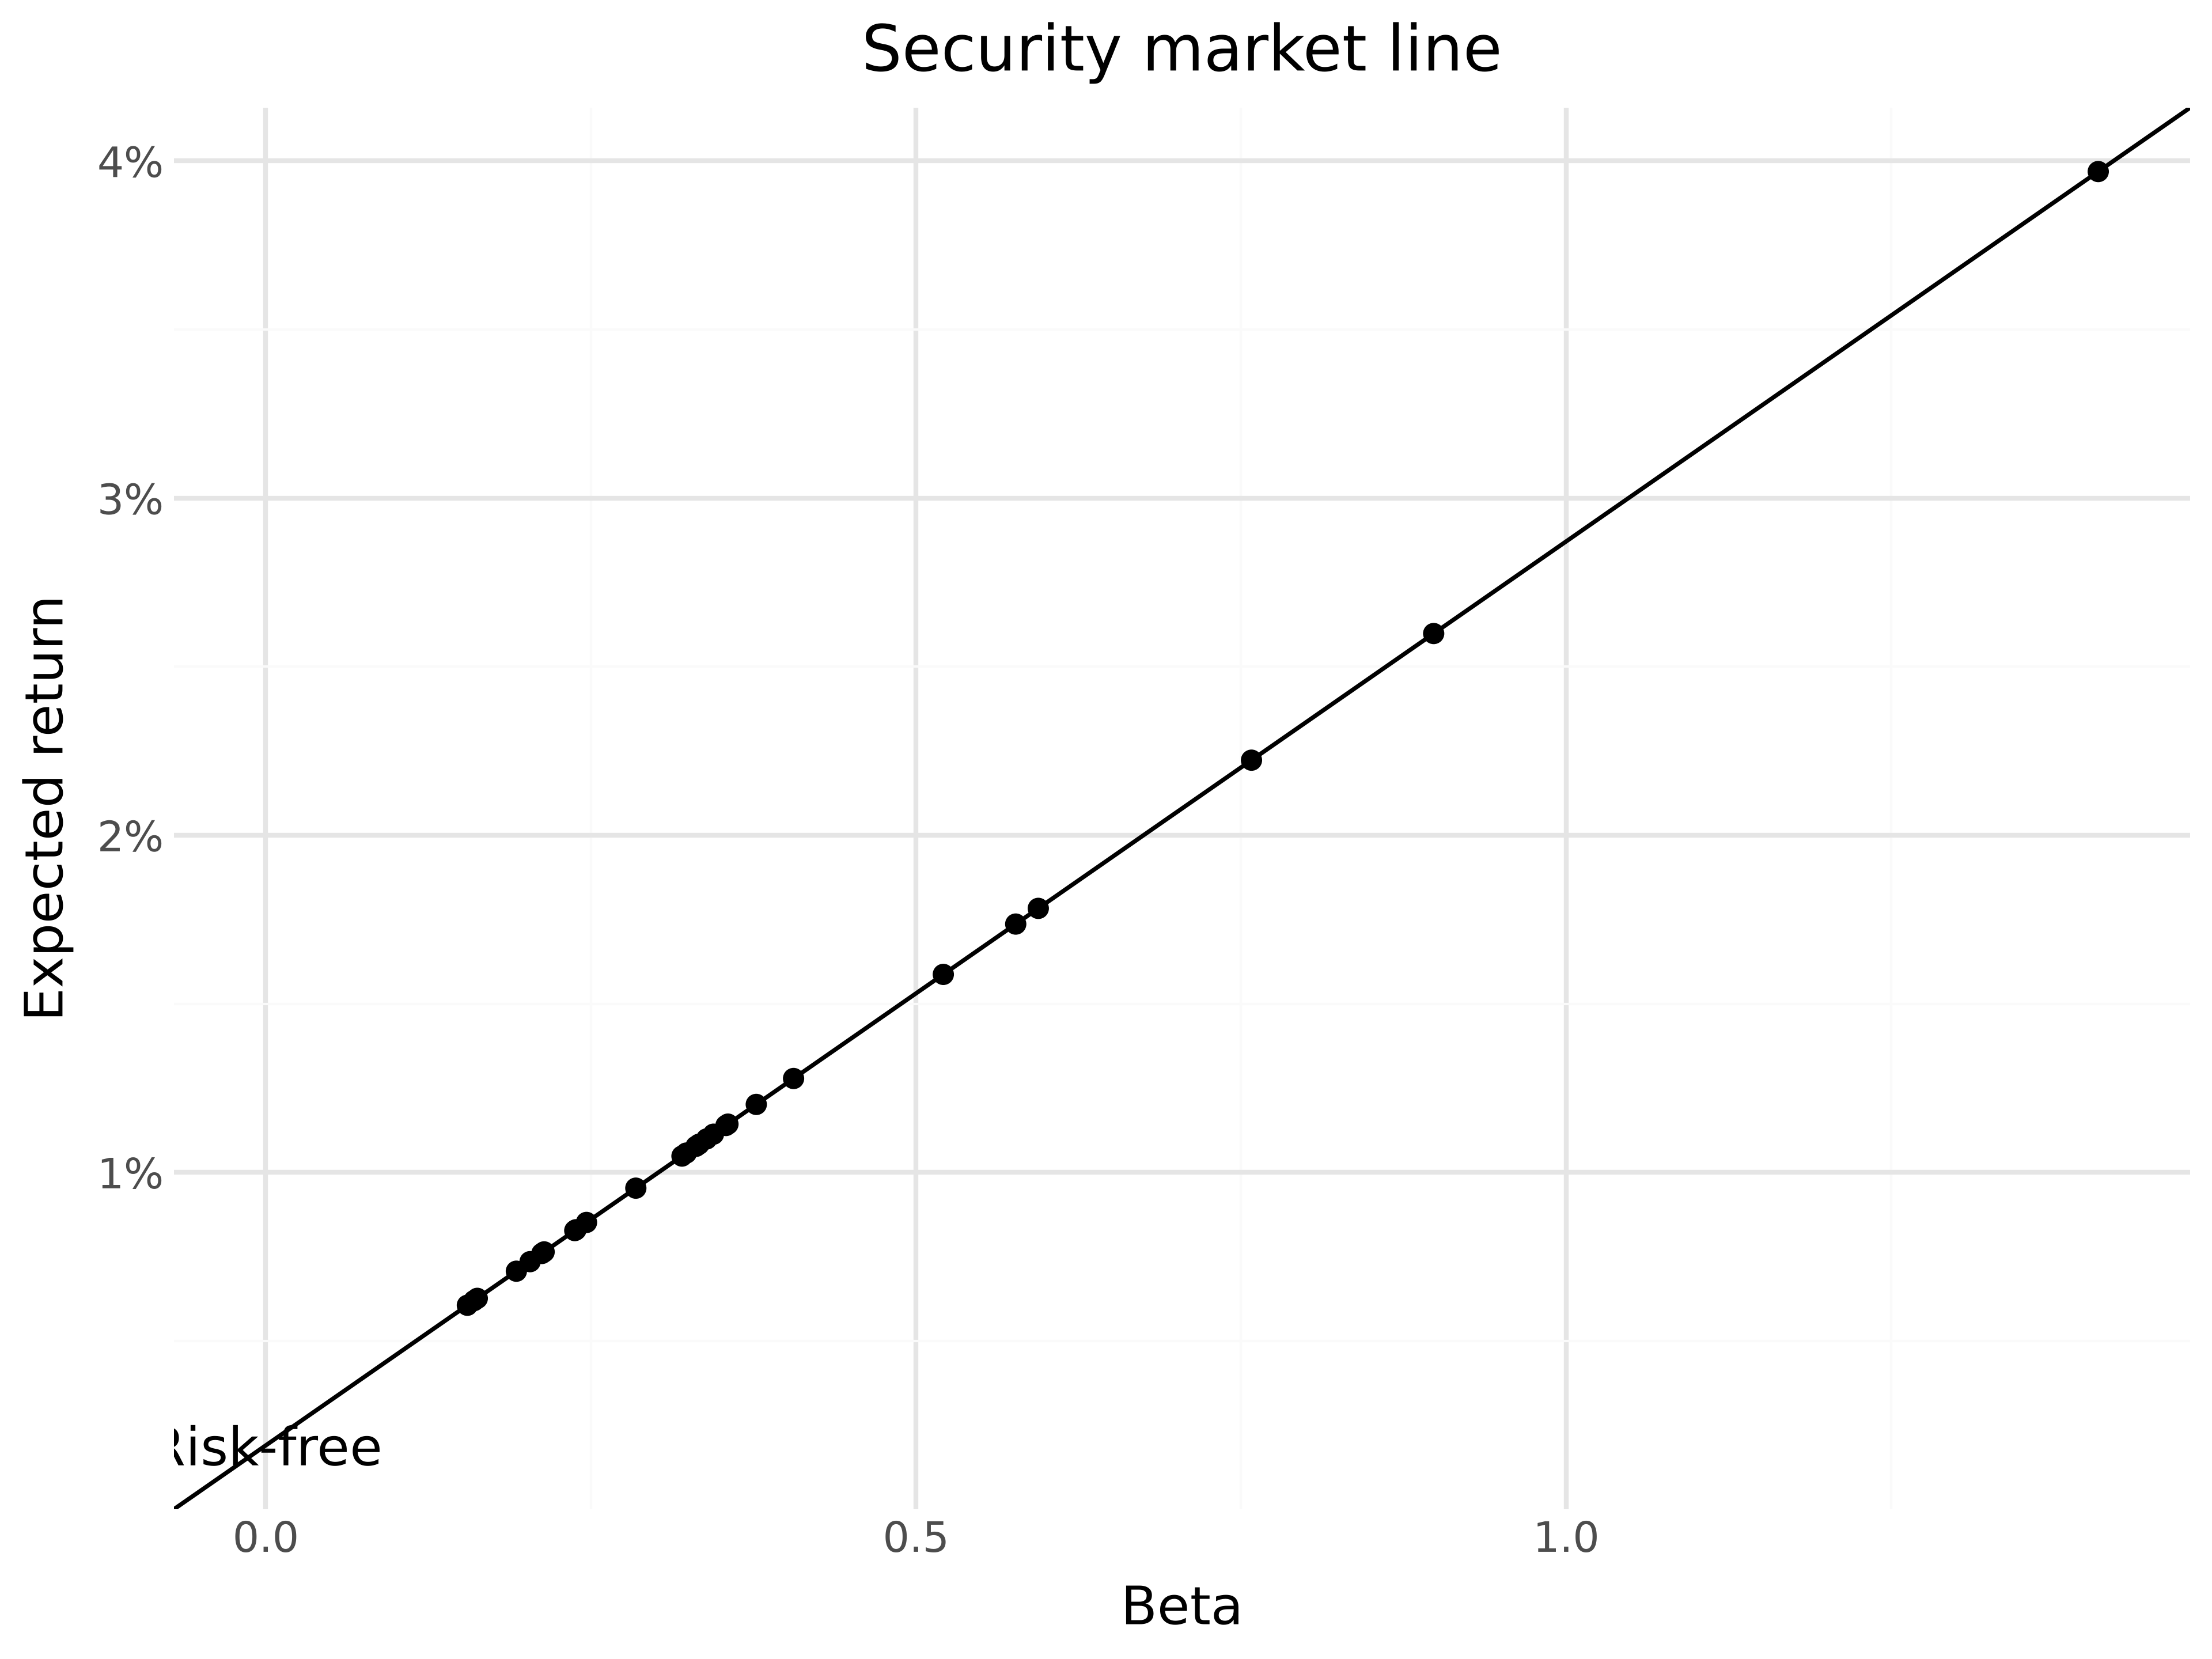 Security market line
Expected return
4%
3%
2%
1%
Risk-free
0.0
0.5
1.0
Beta